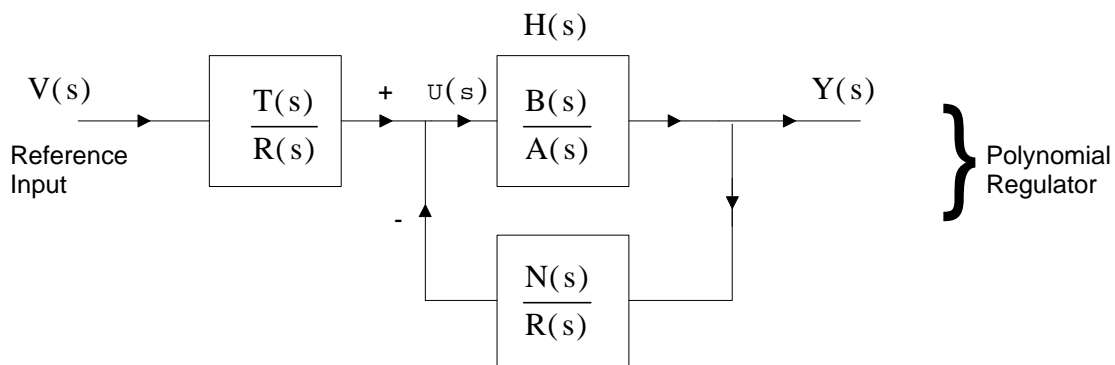 H(s)
V(s)
T(s)
R(s)
+
U(s)
B(s)
A(s)
Y(s)
Reference
Input
}
Polynomial
Regulator
-
N(s)
R(s)